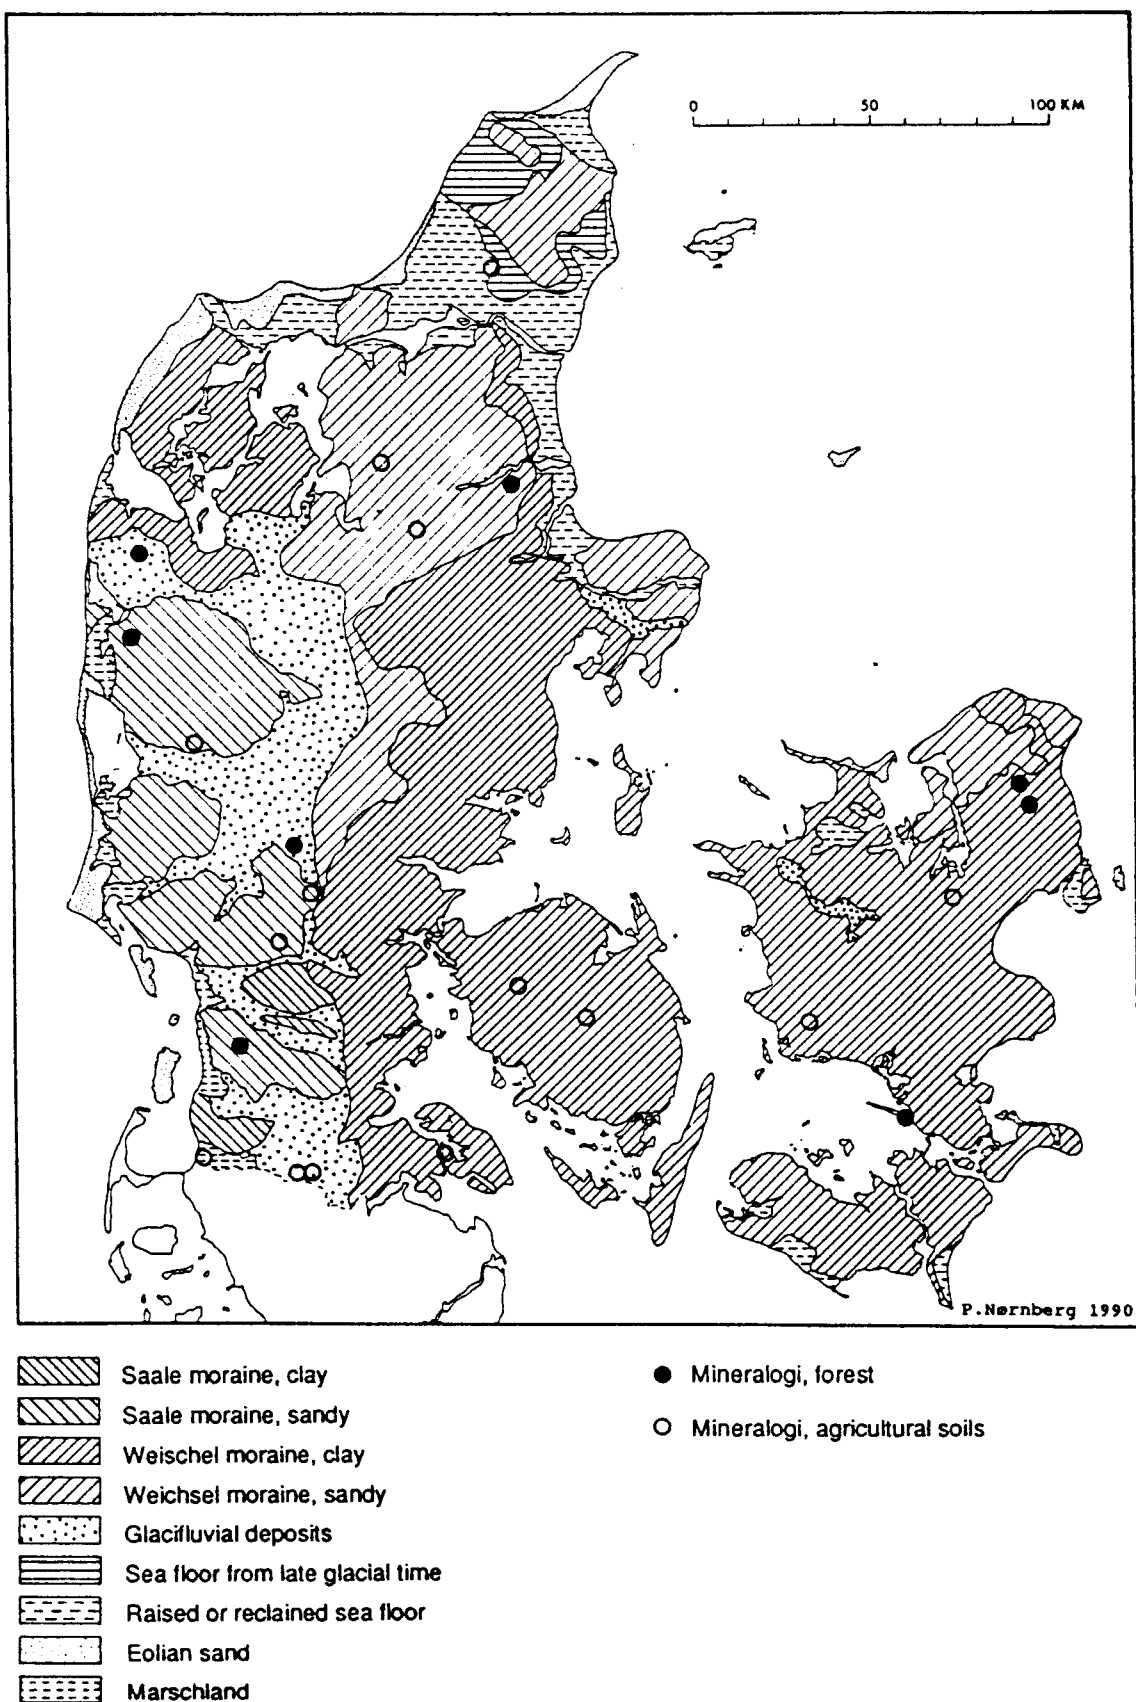 0 50 100 KM
P.Nørnberg 1990
Saale moraine, clay
Saale moraine, sandy
Weischel moraine, clay
Weichsel moraine, sandy
Glacifluvial deposits
Sea floor from late glacial time
Raised or reclained sea floor
Eolian sand
Marschland
Mineralogi, forest
Mineralogi, agricultural soils